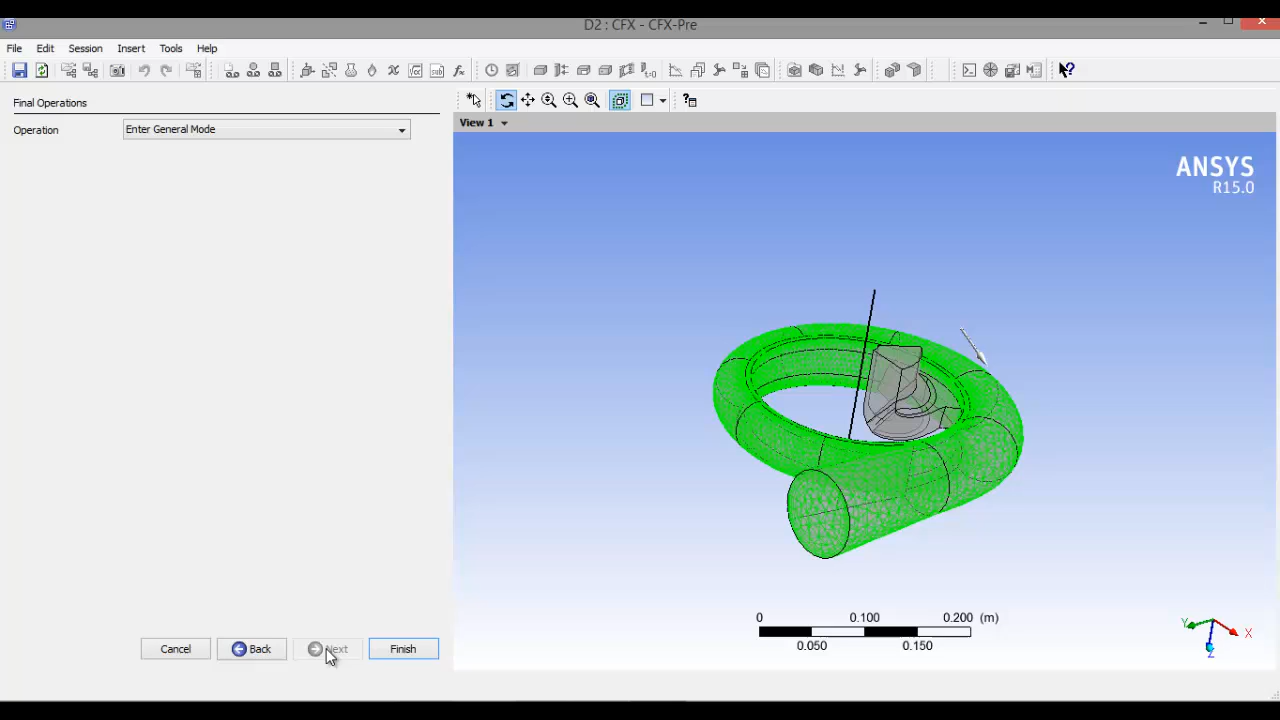 D2 : CFX - CFX-Pre
File Edit Session Insert Tools Help
Final Operations
Operation Enter General Mode
View 1
ANSYS
R15.0
0 0.100 0.200 (m)
0.050 0.150
Y X
Z
Cancel Back Next Finish